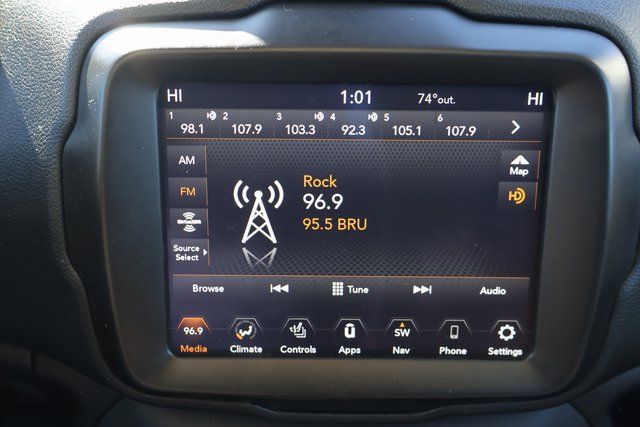 HI 1:01 74°out. HI
1 2 3 4 5 6
98.1 107.9 103.3 92.3 105.1 107.9
AM
Map
Rock
FM 96.9 HD
95.5 BRU
SiriusXM
Source
Select
Browse Tune Audio
96.9 SW
Media Climate Controls Apps Nav Phone Settings